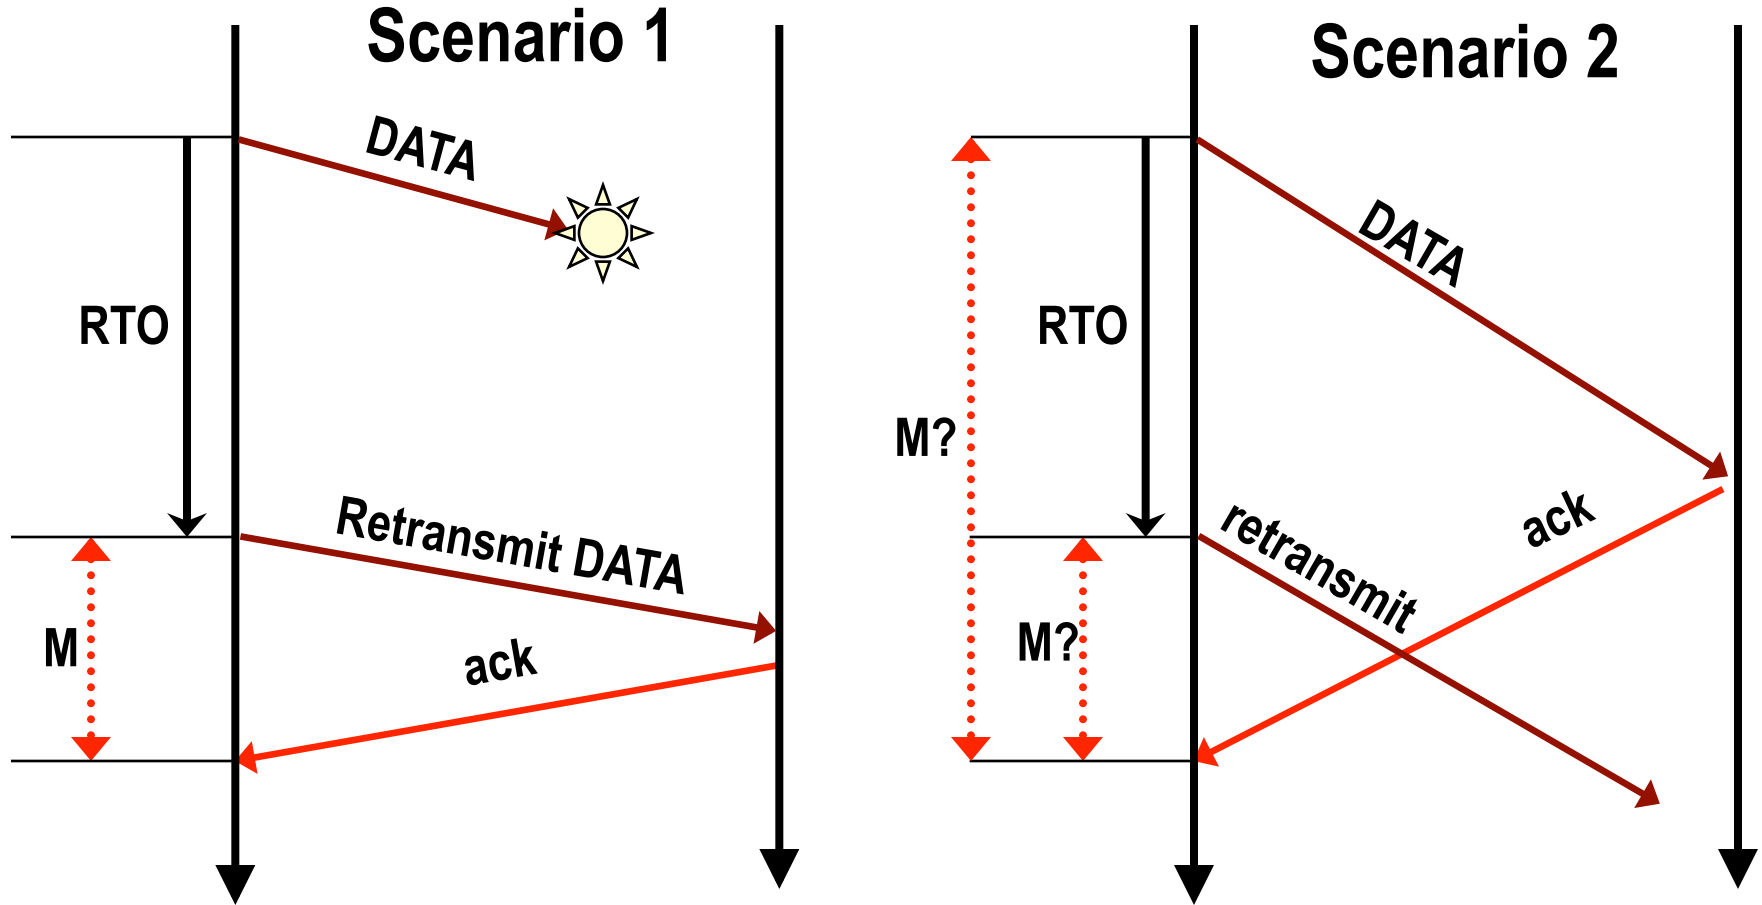 Scenario 1
DATA
RTO
Retransmit DATA
M
ack
Scenario 2
DATA
RTO
M?
retransmit
ack
M?